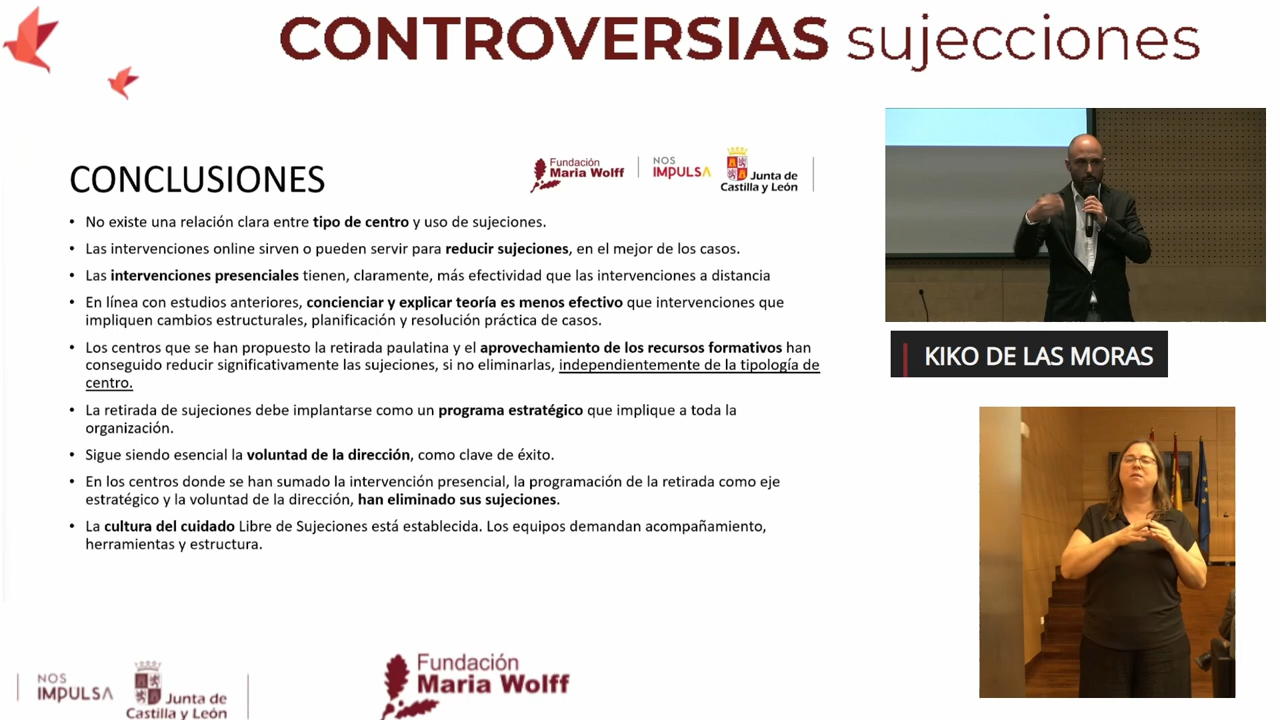 CONTROVERSIAS sujecciones
CONCLUSIONES
Fundación
Maria Wolff
NOS
IMPULSA
Junta de
Castilla y León
• No existe una relación clara entre tipo de centro y uso de sujeciones.
• Las intervenciones online sirven o pueden servir para reducir sujeciones, en el mejor de los casos.
• Las intervenciones presenciales tienen, claramente, más efectividad que las intervenciones a distancia
• En línea con estudios anteriores, concienciar y explicar teoría es menos efectivo que intervenciones que
impliquen cambios estructurales, planificación y resolución práctica de casos.
• Los centros que se han propuesto la retirada paulatina y el aprovechamiento de los recursos formativos han
conseguido reducir significativamente las sujeciones, si no eliminarlas, independientemente de la tipología de
centro.
• La retirada de sujeciones debe implantarse como un programa estratégico que implique a toda la
organización.
• Sigue siendo esencial la voluntad de la dirección, como clave de éxito.
• En los centros donde se han sumado la intervención presencial, la programación de la retirada como eje
estratégico y la voluntad de la dirección, han eliminado sus sujeciones.
• La cultura del cuidado Libre de Sujeciones está establecida. Los equipos demandan acompañamiento,
herramientas y estructura.
KIKO DE LAS MORAS
NOS
IMPULSA
Junta de
Castilla y León
Fundación
Maria Wolff